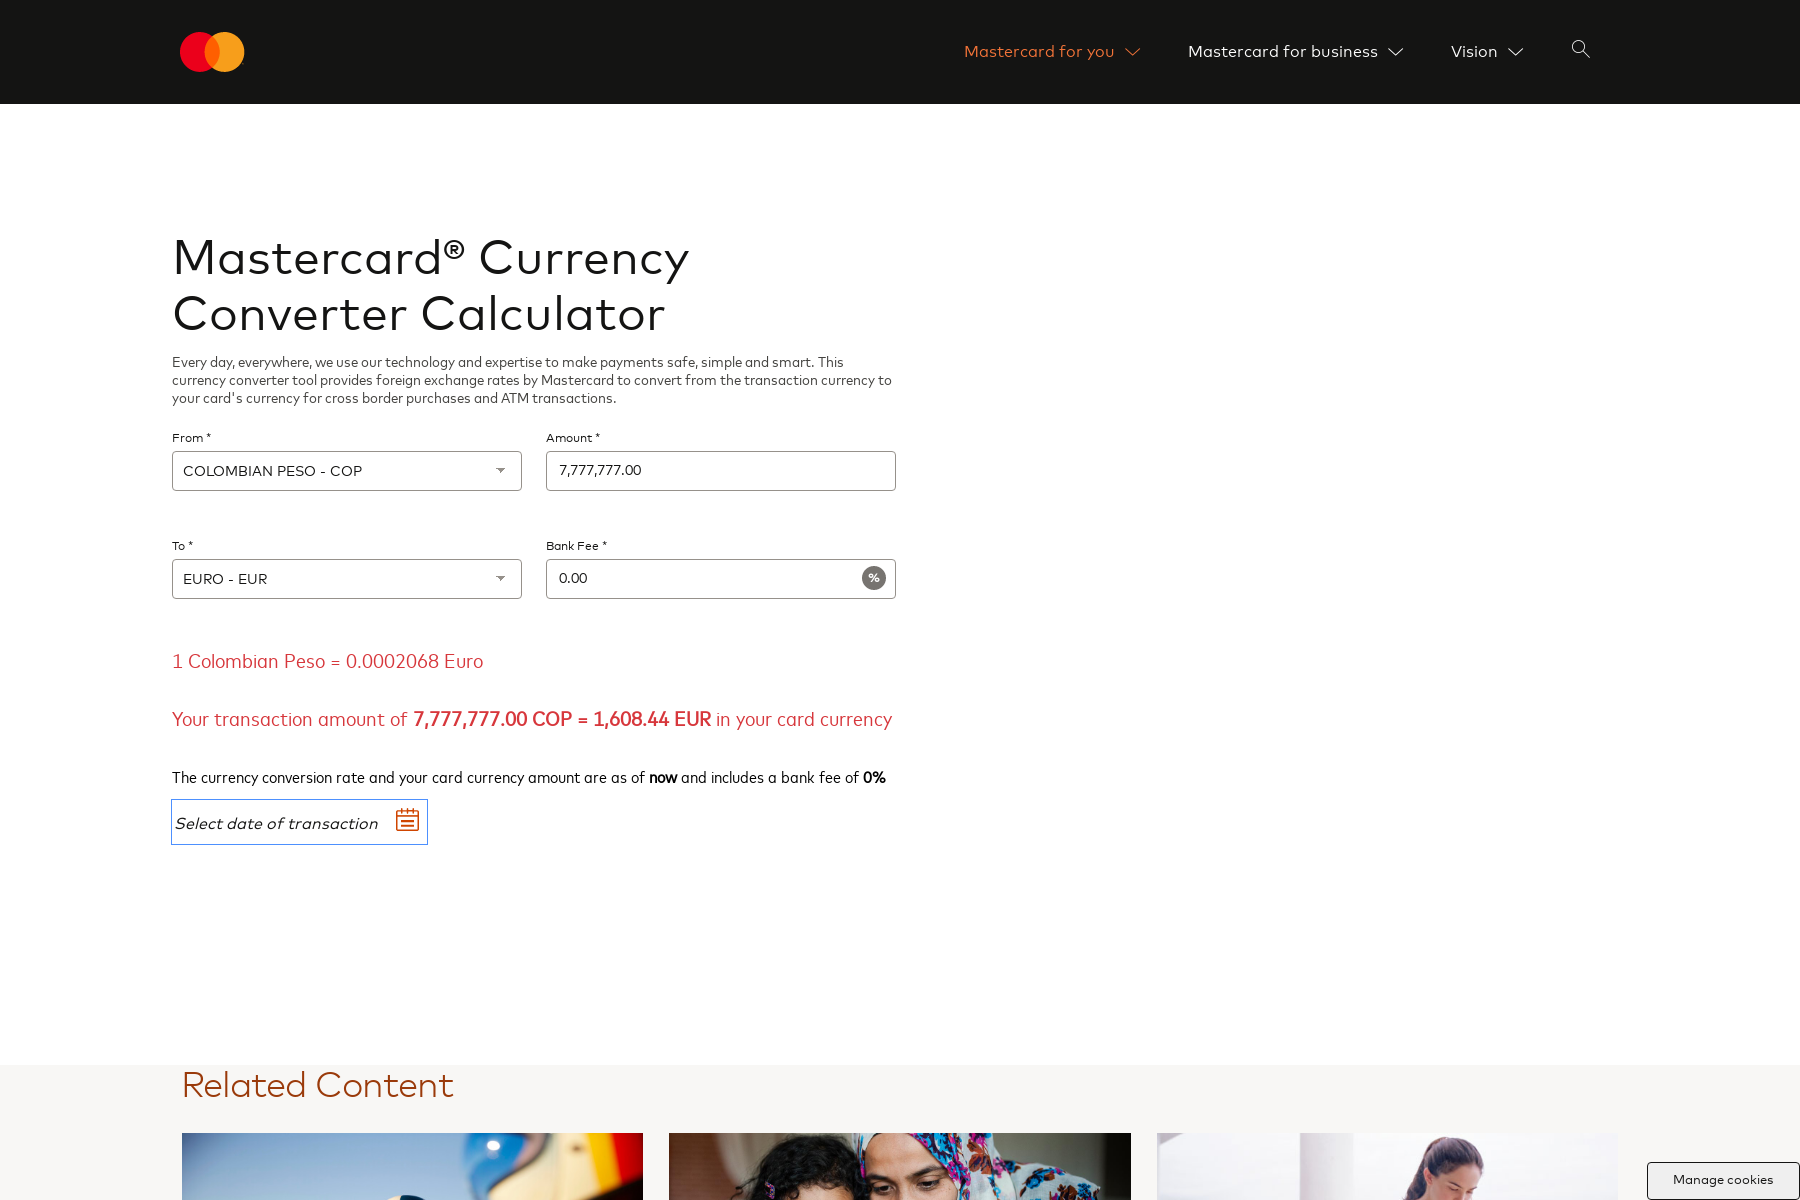 Mastercard for you
Mastercard for business
Vision
Mastercard® Currency
Converter Calculator
Every day, everywhere, we use our technology and expertise to make payments safe, simple and smart. This
currency converter tool provides foreign exchange rates by Mastercard to convert from the transaction currency to
your card's currency for cross border purchases and ATM transactions.
From *
Amount *
COLOMBIAN PESO - COP
7,777,777.00
To *
Bank Fee *
EURO - EUR
0.00
%
1 Colombian Peso = 0.0002068 Euro
Your transaction amount of 7,777,777.00 COP = 1,608.44 EUR in your card currency
The currency conversion rate and your card currency amount are as of now and includes a bank fee of 0%
Select date of transaction
Related Content
Manage cookies